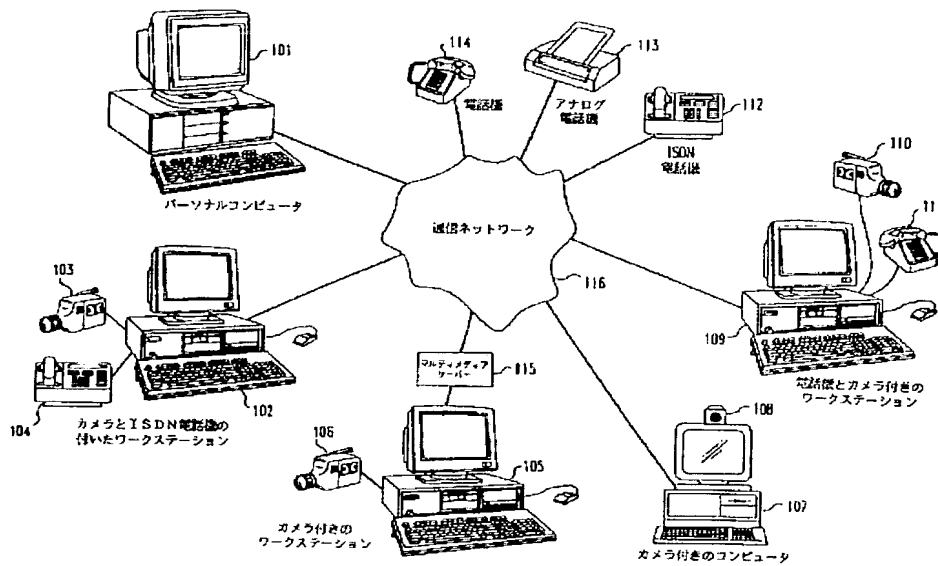 101
パーソナルコンピュータ
114
電話機
113
アナログ
電話機
112
ISDN
電話機
110
11
通信ネットワーク
116
109
電話機とカメラ付きの
ワークステーション
103
104
102
カメラとISDN電話機の
付いたワークステーション
マルチメディア
サーバー
115
106
105
カメラ付きの
ワークステーション
108
107
カメラ付きのコンピュータ